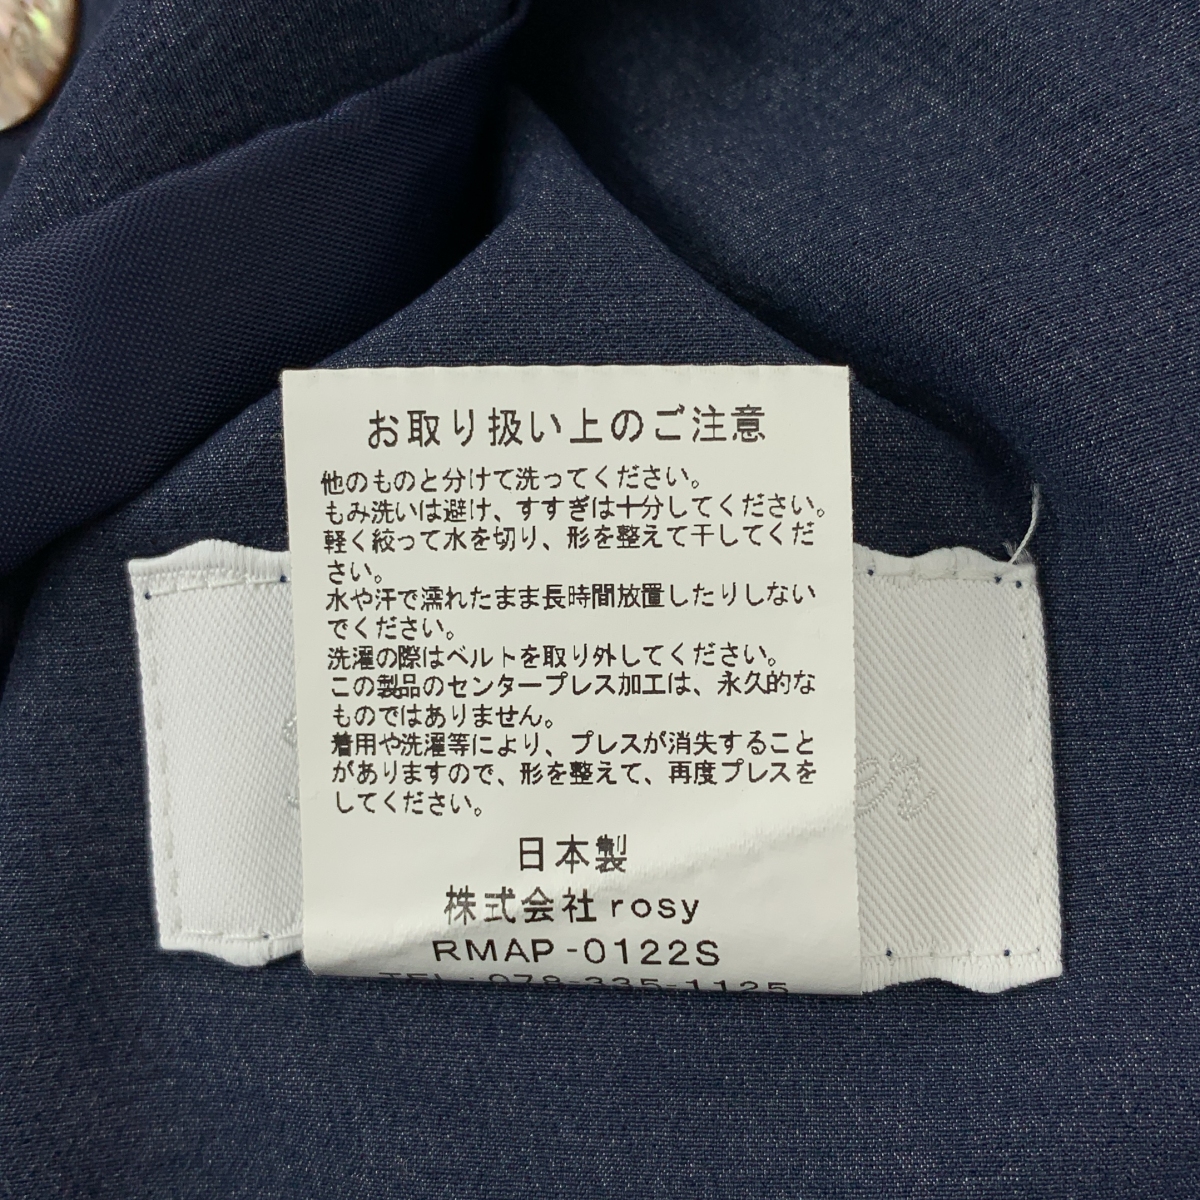 お取り扱い上のご注意
他のものと分けて洗ってください。
もみ洗いは避け、すすぎは十分してください。
軽く絞って水を切り、形を整えて干してくだ
さい。
水や汗で濡れたまま長時間放置したりしない
でください。
洗濯の際はベルトを取り外してください。
この製品のセンタープレス加工は、永久的な
ものではありません。
着用や洗濯等により、プレスが消失すること
がありますので、形を整えて、再度プレスを
してください。
日本製
株式会社rosy
RMAP-0122S
TEL:078-335-1125